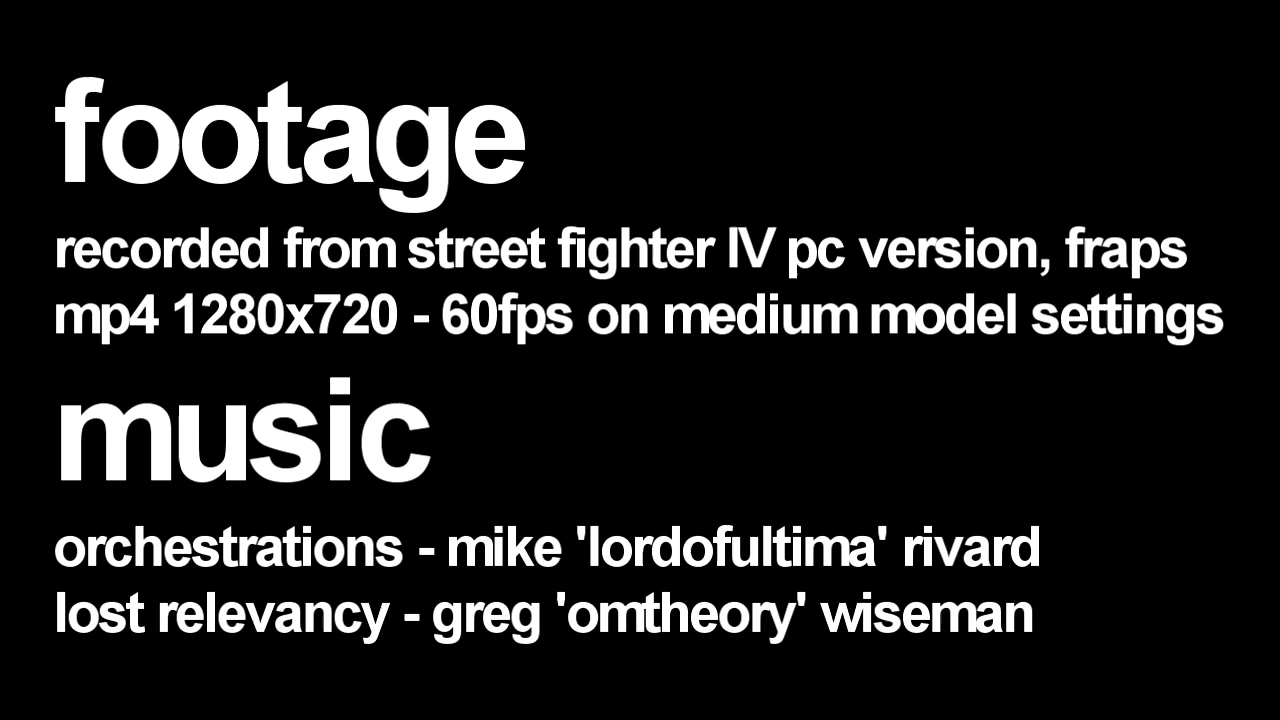 footage
recorded from street fighter IV pc version, fraps
mp4 1280x720 - 60fps on medium model settings
music
orchestrations - mike 'lordofultima' rivard
lost relevancy - greg 'omtheory' wiseman